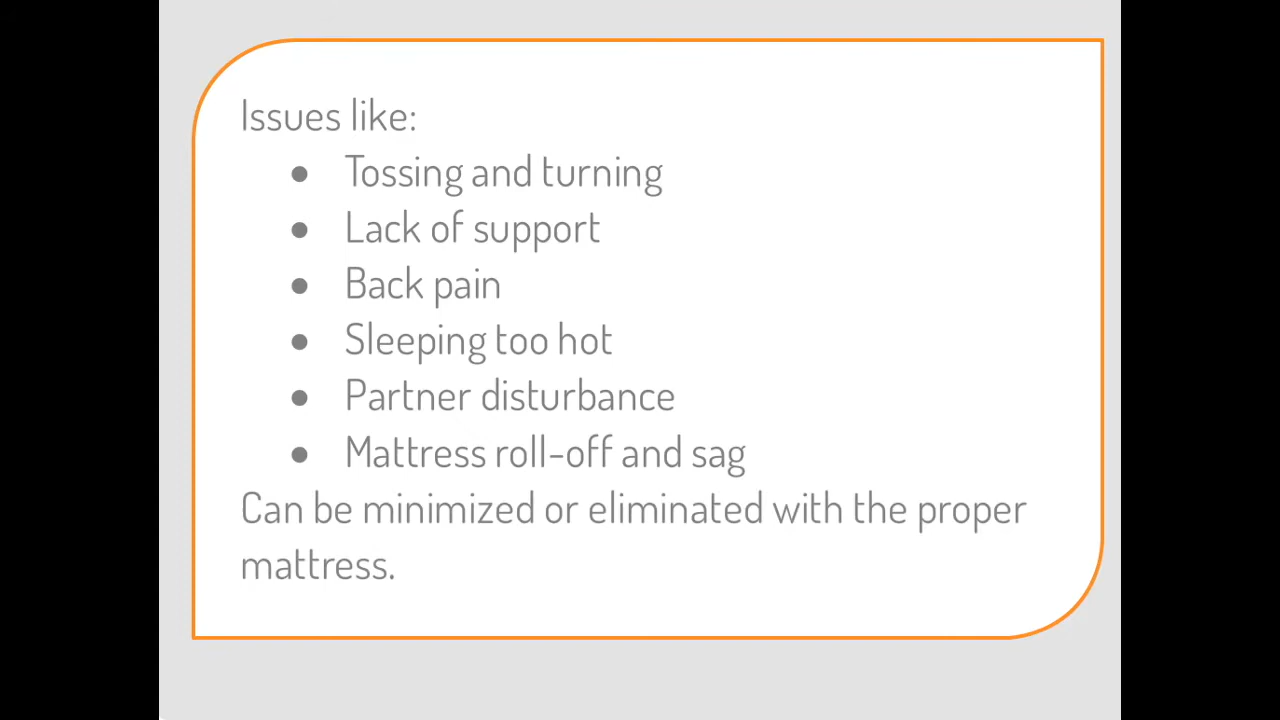 Issues like:
● Tossing and turning
● Lack of support
● Back pain
● Sleeping too hot
● Partner disturbance
● Mattress roll-off and sag
Can be minimized or eliminated with the proper
mattress.